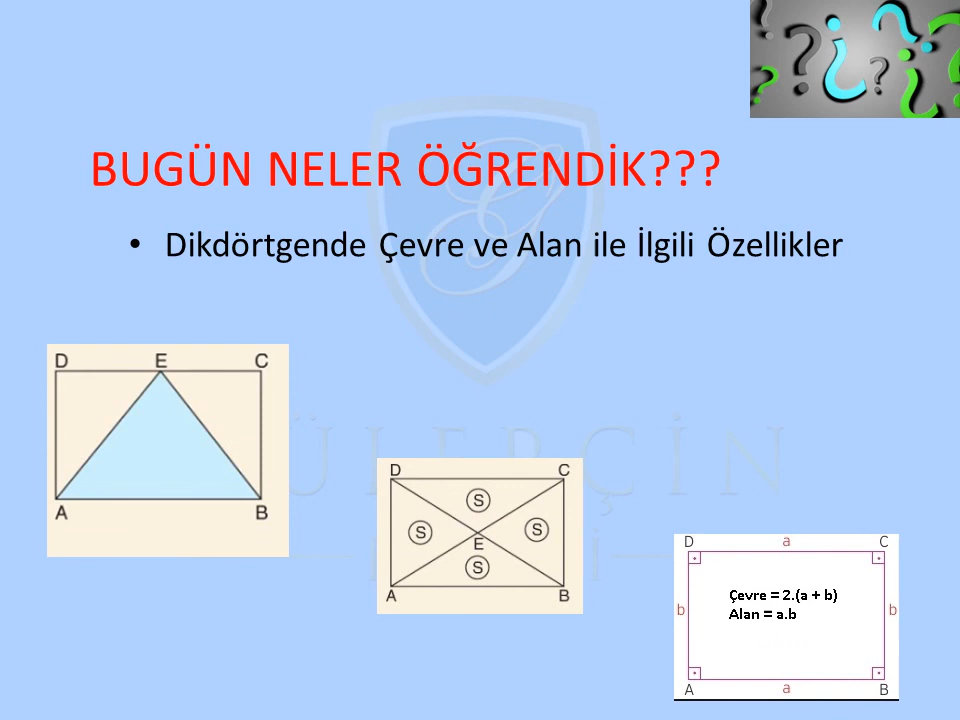 BUGÜN NELER ÖĞRENDİK???
• Dikdörtgende Çevre ve Alan ile İlgili Özellikler
D E C
A B
D C
S
S S
E
S
A B
D a C
Çevre = 2.(a + b)
b b
Alan = a.b
A a B